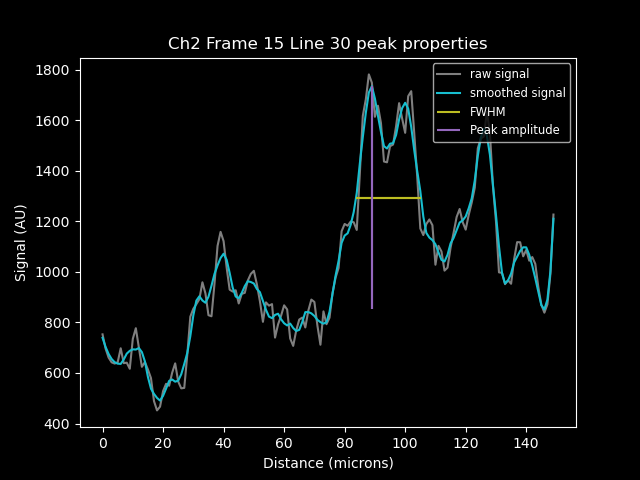 Ch2 Frame 15 Line 30 peak properties
raw signal
smoothed signal
FWHM
Peak amplitude
Signal (AU)
1800
1600
1400
1200
1000
800
600
400
0 20 40 60 80 100 120 140
Distance (microns)